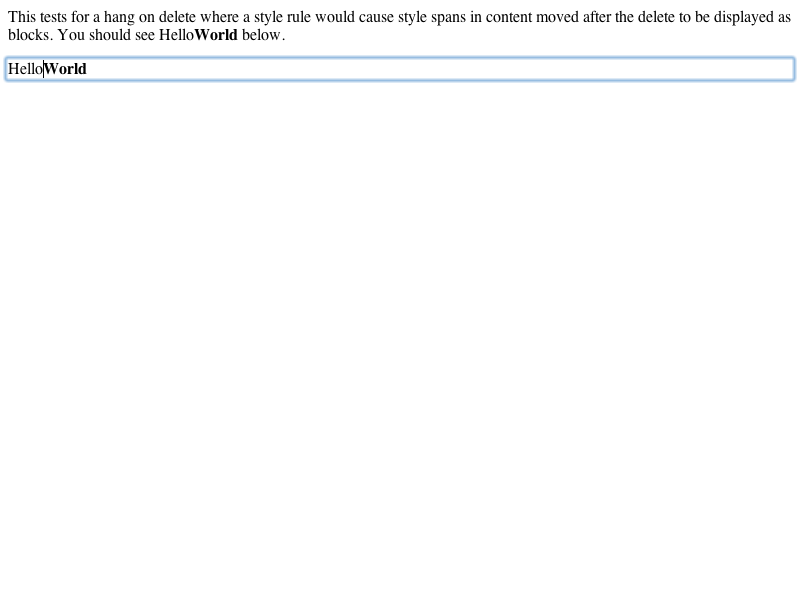 This tests for a hang on delete where a style rule would cause style spans in content moved after the delete to be displayed as
blocks. You should see HelloWorld below.
HelloWorld